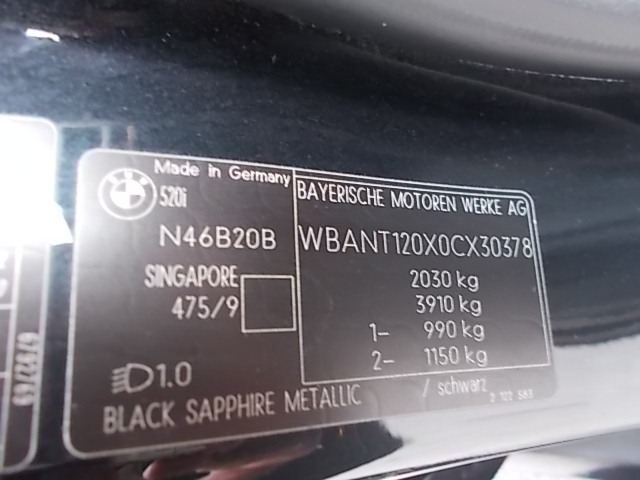 Made in Germany
520i
N46B20B
SINGAPORE
475/9
1.0
BLACK SAPPHIRE METALLIC / schwarz
BAYERISCHE MOTOREN WERKE AG
WBANT120X0CX30378
2030 kg
3910 kg
1- 990 kg
2- 1150 kg